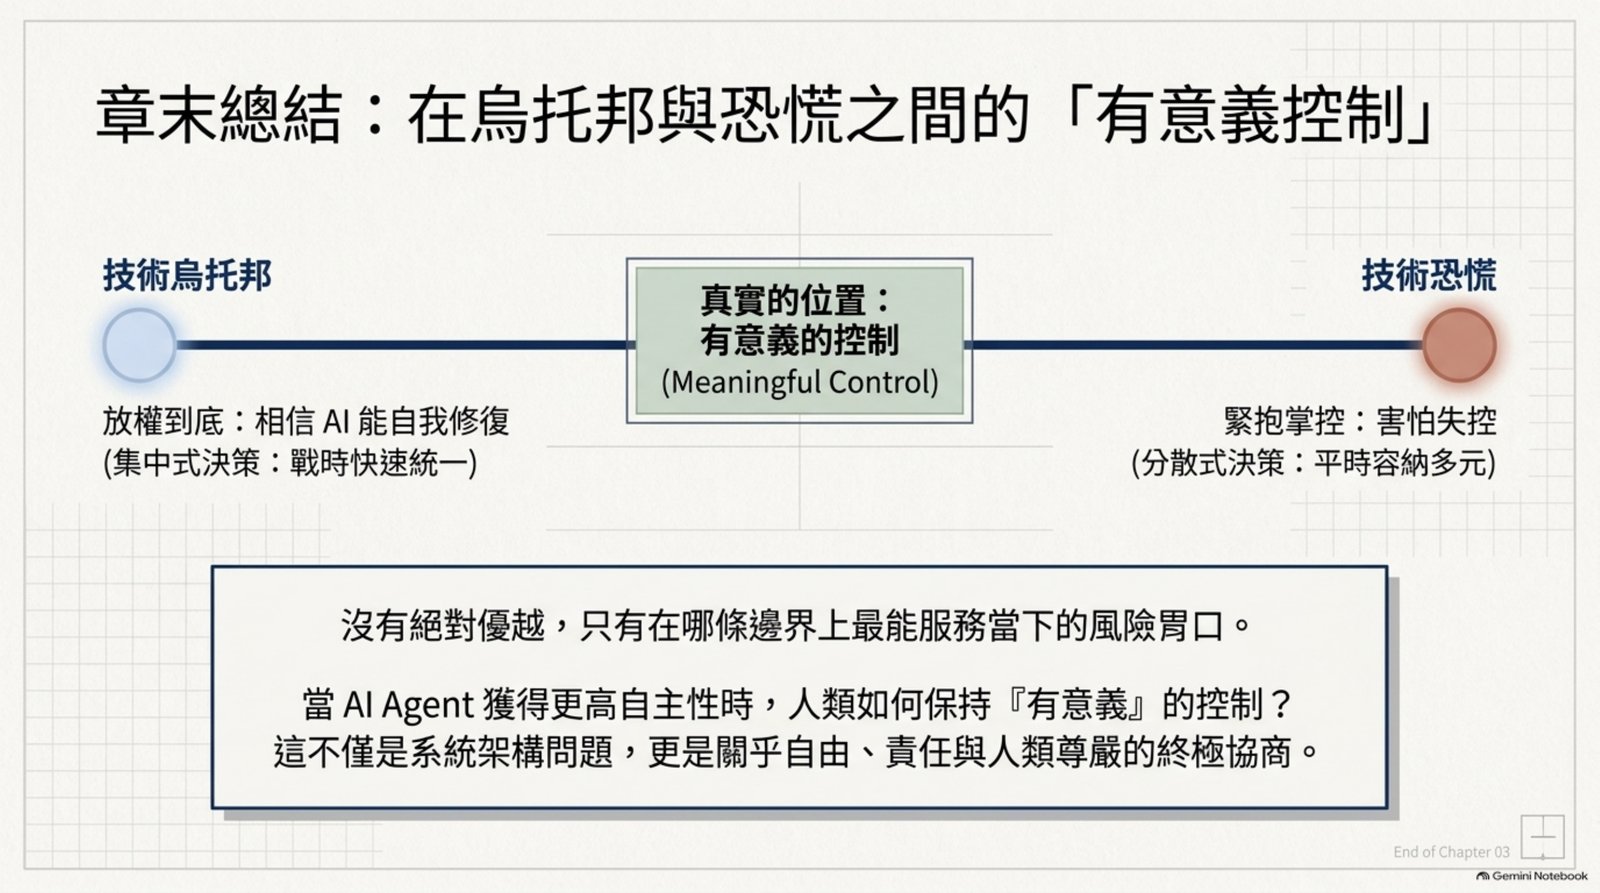 章末總結：在烏托邦與恐慌之間的「有意義控制」
技術烏托邦
放權到底：相信 AI 能自我修復
(集中式決策：戰時快速統一)
真實的位置：
有意義的控制
(Meaningful Control)
技術恐慌
緊抱掌控：害怕失控
(分散式決策：平時容納多元)
沒有絕對優越，只有在哪條邊界上最能服務當下的風險胃口。
當 AI Agent 獲得更高自主性時，人類如何保持『有意義』的控制？
這不僅是系統架構問題，更是關乎自由、責任與人類尊嚴的終極協商。
End of Chapter 03
Gemini Notebook